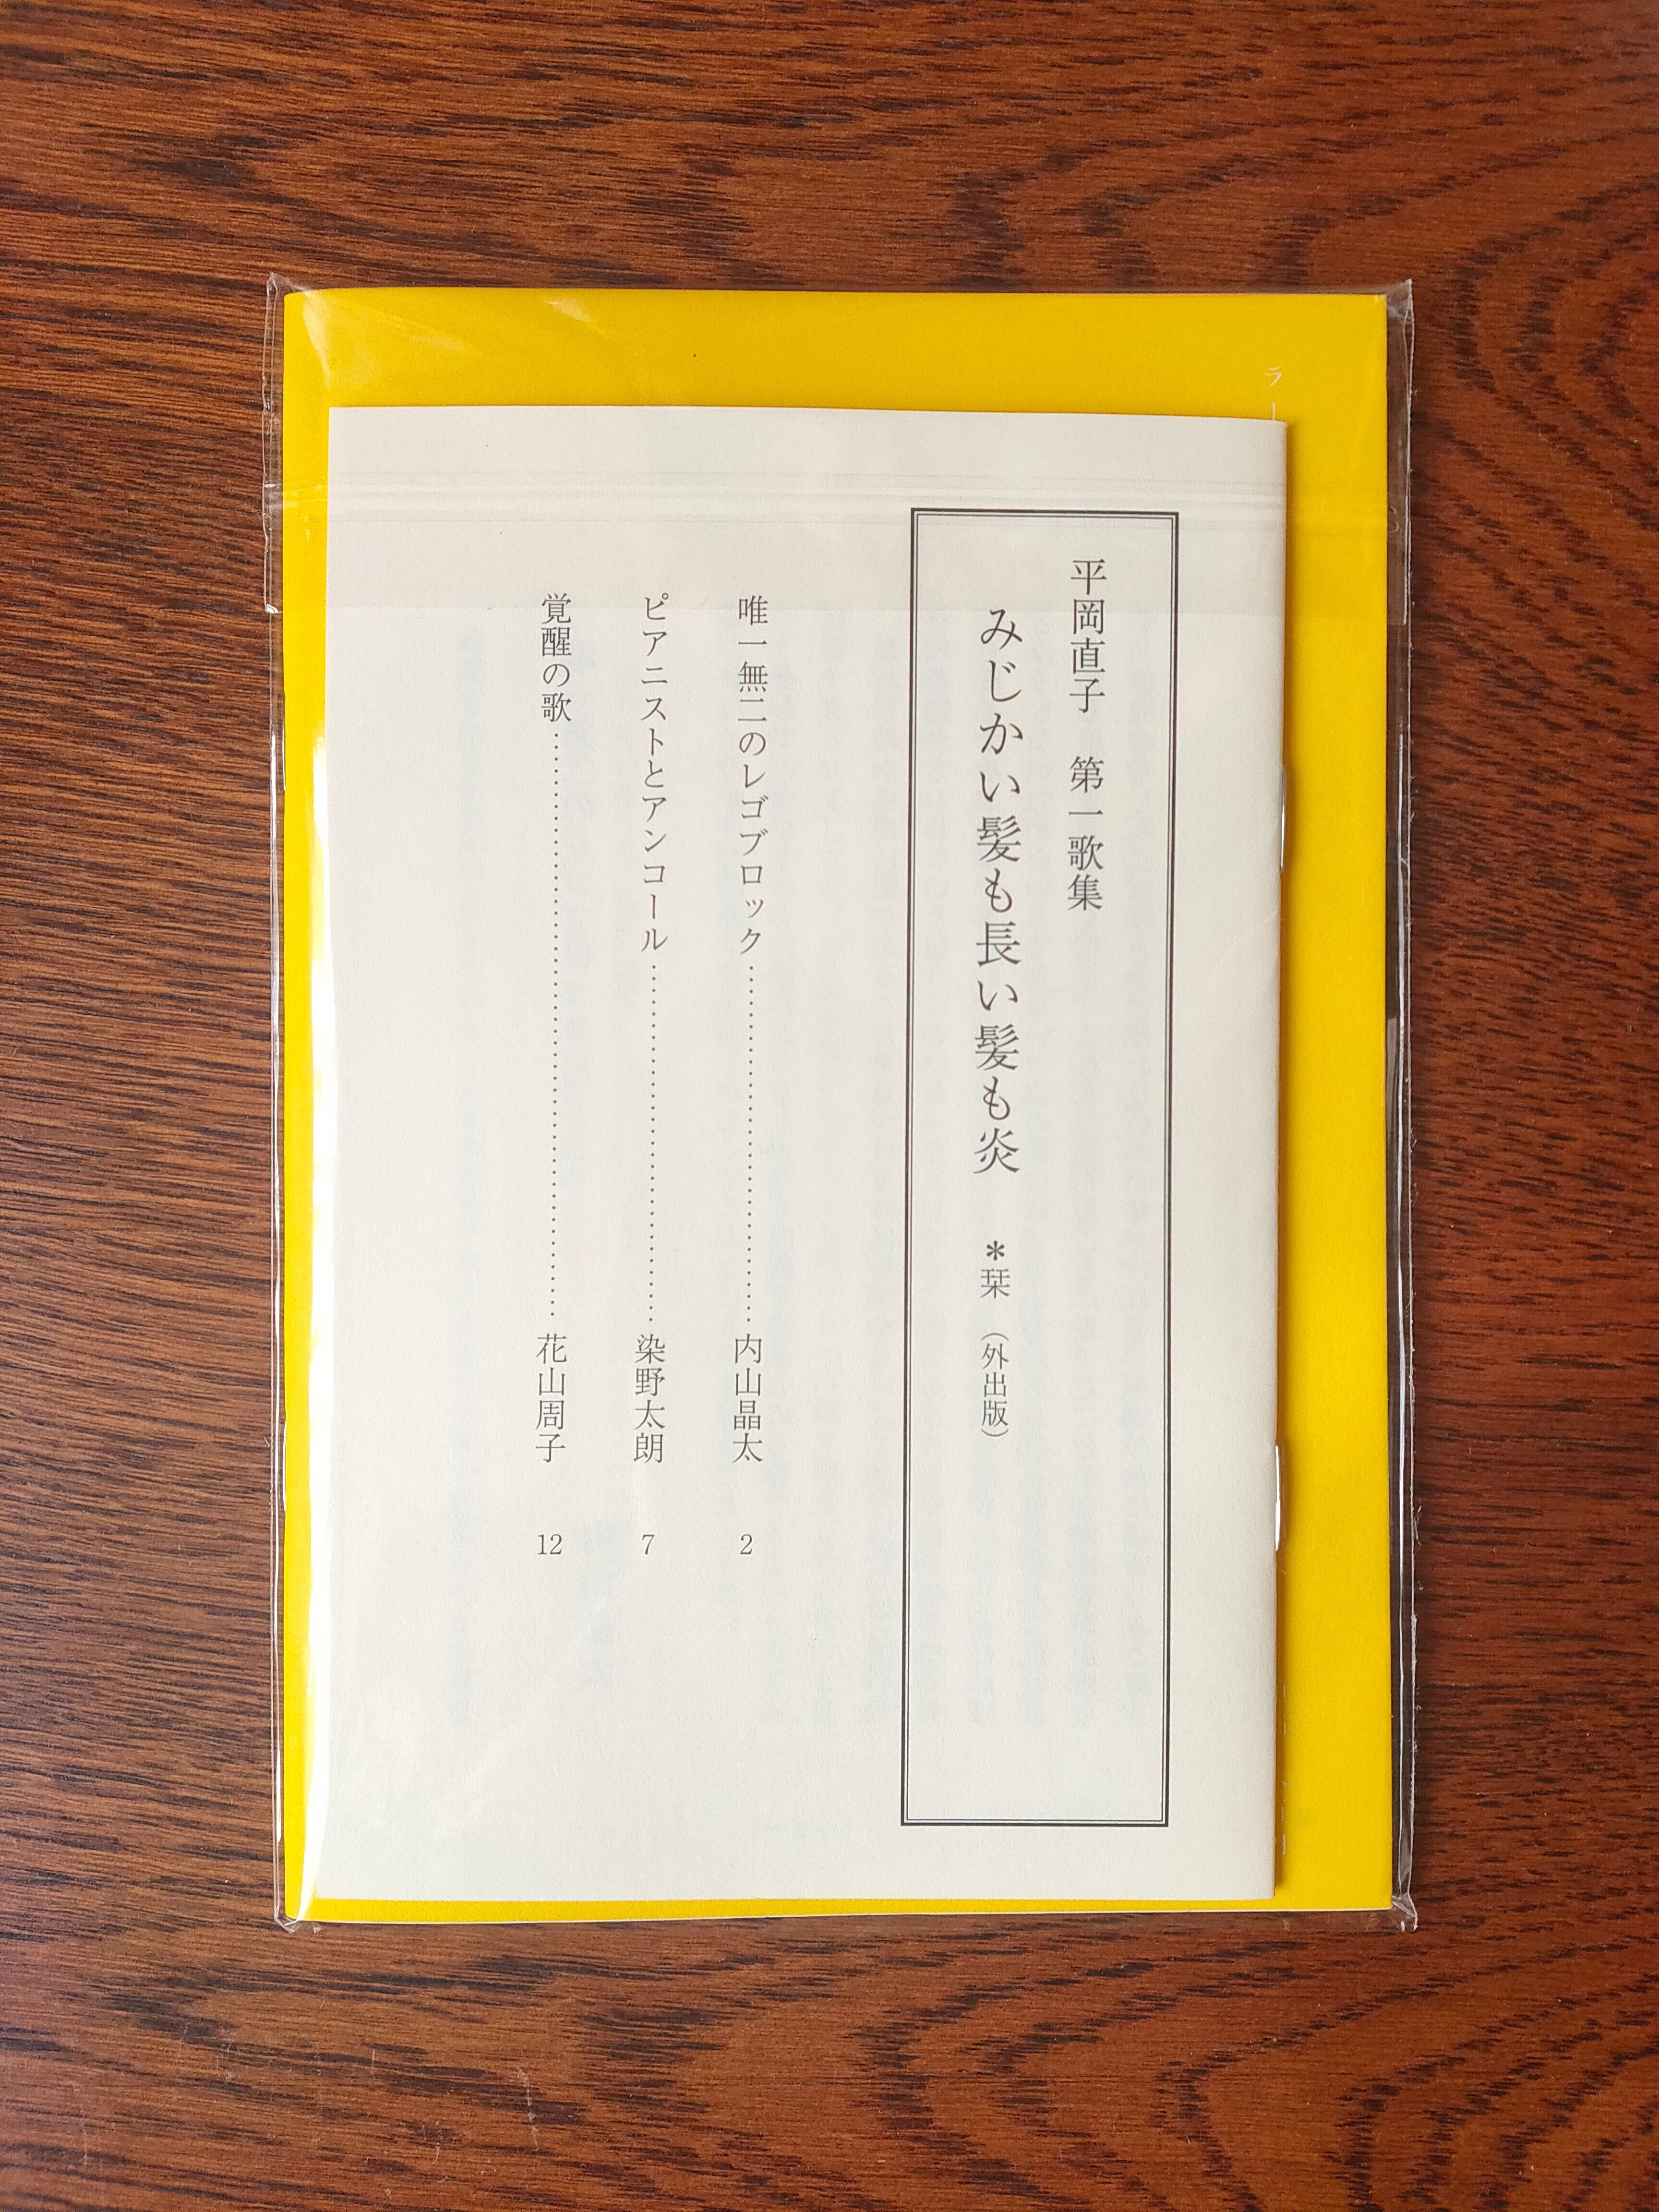 平岡直子　第一歌集
みじかい髪も長い髪も炎　＊栞（外出版）
唯一無二のレゴブロック……………………内山晶太　2
ピアニストとアンコール……………………染野太朗　7
覚醒の歌…………………………………花山周子　12